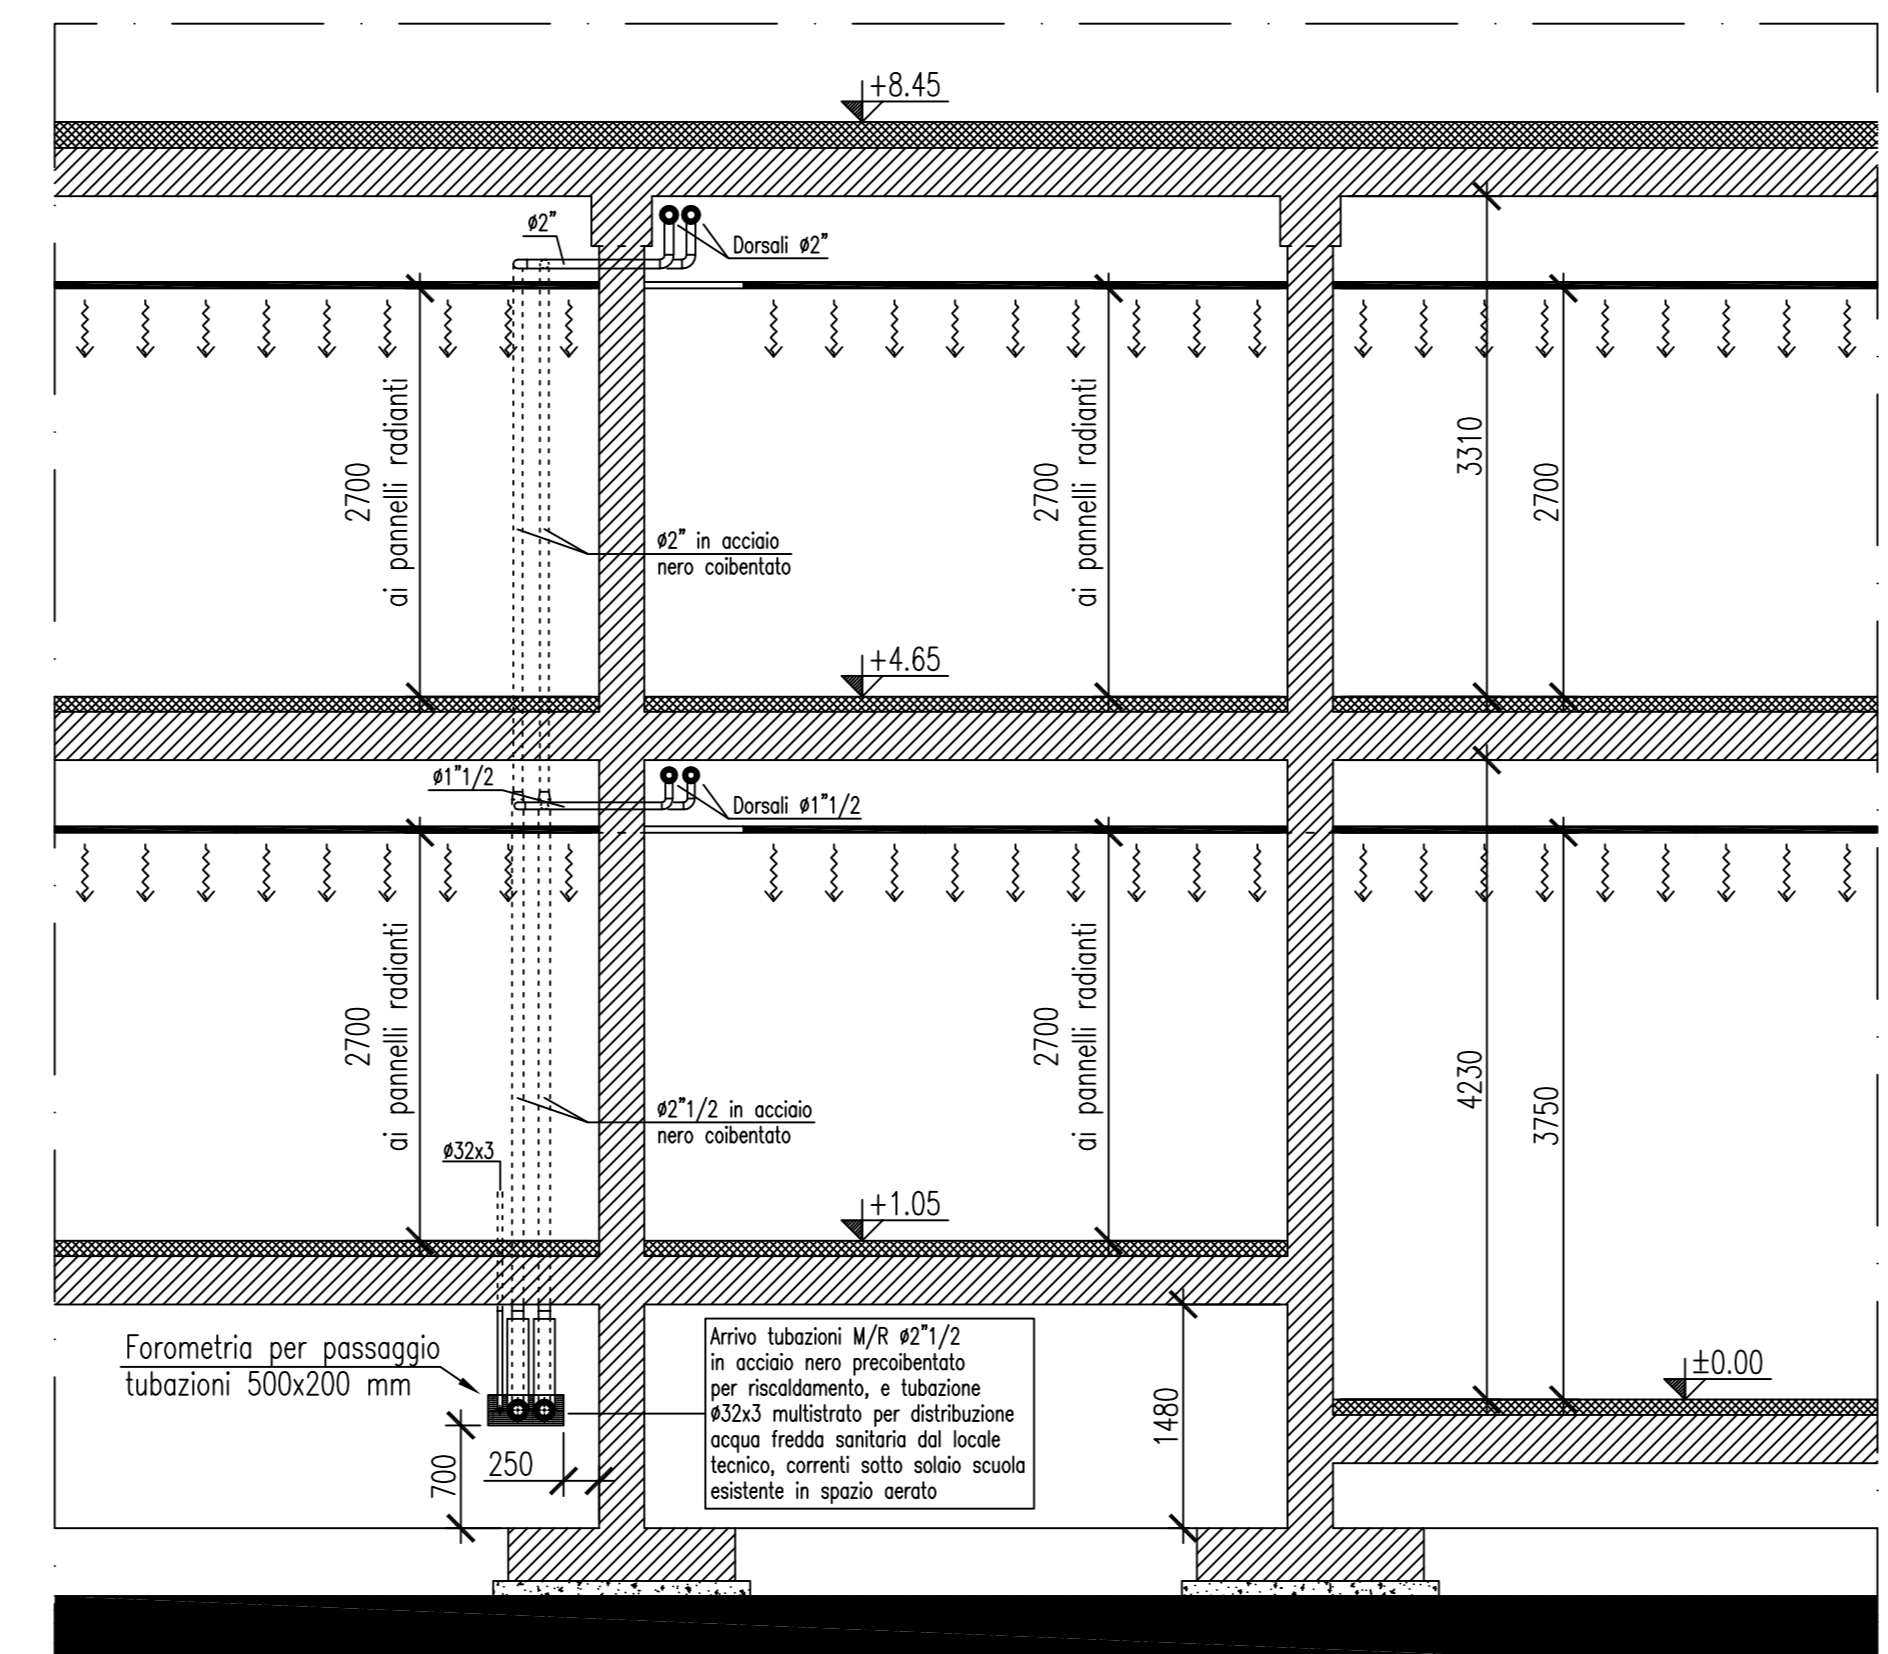 +8.45
ø2”
Dorsali ø2”
2700
ai pannelli radianti
2700
ai pannelli radianti
3310
2700
ø2” in acciaio
nero coibentato
+4.65
ø1”1/2
Dorsali ø1”1/2
2700
ai pannelli radianti
2700
ai pannelli radianti
4230
3750
ø2”1/2 in acciaio
nero coibentato
ø32x3
+1.05
Forometria per passaggio
tubazioni 500x200 mm
Arrivo tubazioni M/R ø2”1/2
in acciaio nero precoibentato
per riscaldamento, e tubazione
ø32x3 multistrato per distribuzione
acqua fredda sanitaria dal locale
tecnico, correnti sotto solaio scuola
esistente in spazio aerato
1480
±0.00
700
250